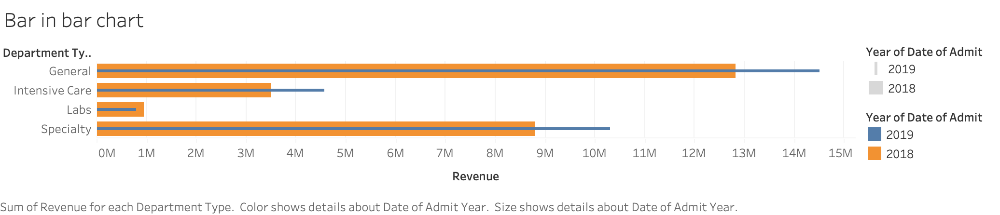 Bar in bar chart
Department Ty..
General
Intensive Care
Labs
Specialty
0M 1M 2M 3M 4M 5M 6M 7M 8M 9M 10M 11M 12M 13M 14M 15M
Revenue
Year of Date of Admit
2019
2018
Year of Date of Admit
2019
2018
Sum of Revenue for each Department Type.  Color shows details about Date of Admit Year.  Size shows details about Date of Admit Year.